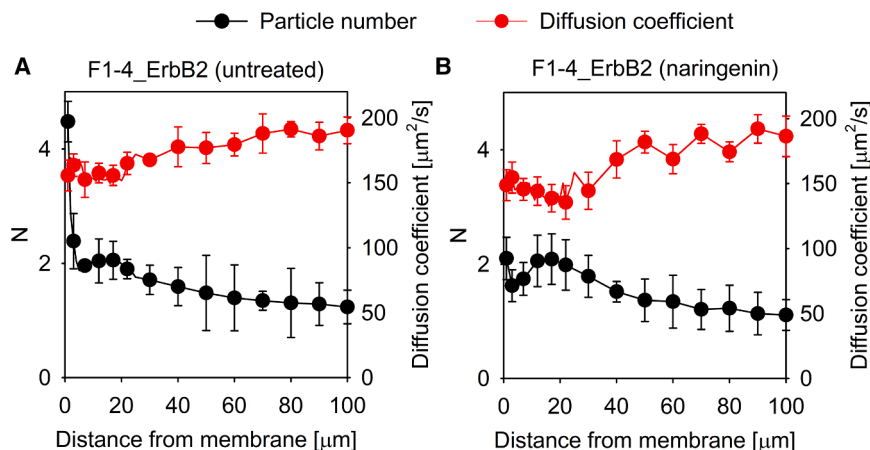 Particle number Diffusion coefficient
A F1-4_ErbB2 (untreated)
N
4
2
0
200
150
100
50
0
Diffusion coefficient [μm²/s]
0 20 40 60 80 100
Distance from membrane [μm]
B F1-4_ErbB2 (naringenin)
N
4
2
0
200
150
100
50
0
Diffusion coefficient [μm²/s]
0 20 40 60 80 100
Distance from membrane [μm]